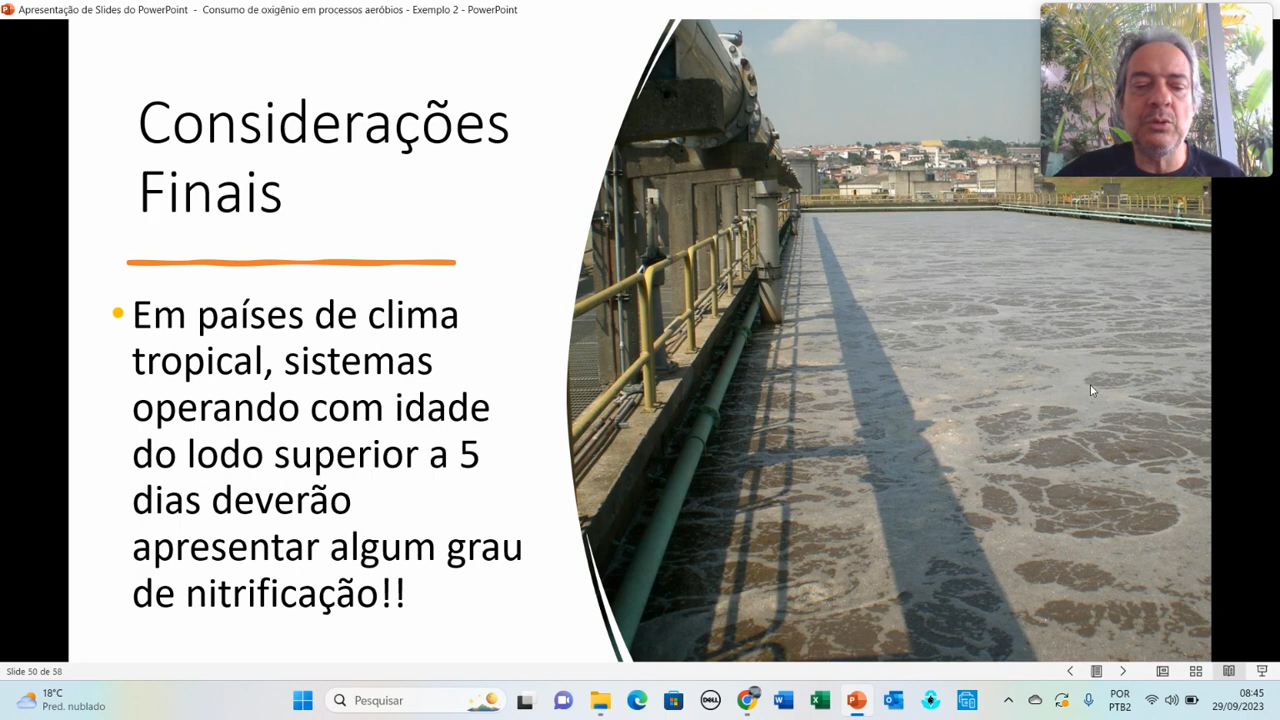 Apresentação de Slides do PowerPoint - Consumo de oxigênio em processos aeróbios - Exemplo 2 - PowerPoint
Considerações
Finais
• Em países de clima
tropical, sistemas
operando com idade
do lodo superior a 5
dias deverão
apresentar algum grau
de nitrificação!!
Slide 50 de 58
18°C
Pred. nublado
Pesquisar
DELL
POR
PTB2
08:45
29/09/2023